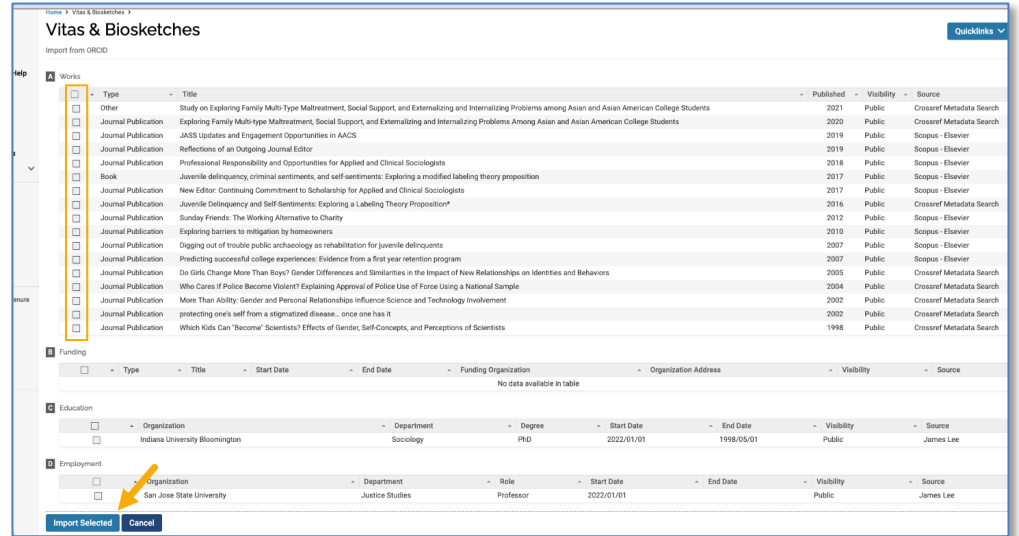 Home > Vitas & Biosketches >
Vitas & Biosketches
Quicklinks
Import from ORCID
Help
A Works
Type Title Published Visibility Source
Other Study on Exploring Family Multi-Type Maltreatment, Social Support, and Externalizing and Internalizing Problems among Asian and Asian American College Students 2021 Public Crossref Metadata Search
Journal Publication Exploring Family Multi-type Maltreatment, Social Support, and Externalizing and Internalizing Problems Among Asian and Asian American College Students 2020 Public Crossref Metadata Search
Journal Publication JASS Updates and Engagement Opportunities in AACS 2019 Public Scopus - Elsevier
Journal Publication Reflections of an Outgoing Journal Editor 2019 Public Scopus - Elsevier
Journal Publication Professional Responsibility and Opportunities for Applied and Clinical Sociologists 2018 Public Scopus - Elsevier
Book Juvenile delinquency, criminal sentiments, and self-sentiments: Exploring a modified labeling theory proposition 2017 Public Scopus - Elsevier
Journal Publication New Editor: Continuing Commitment to Scholarship for Applied and Clinical Sociologists 2017 Public Scopus - Elsevier
Journal Publication Juvenile Delinquency and Self-Sentiments: Exploring a Labeling Theory Proposition* 2016 Public Crossref Metadata Search
Journal Publication Sunday Friends: The Working Alternative to Charity 2012 Public Scopus - Elsevier
Journal Publication Exploring barriers to mitigation by homeowners 2010 Public Scopus - Elsevier
Journal Publication Digging out of trouble public archaeology as rehabilitation for juvenile delinquents 2007 Public Scopus - Elsevier
Journal Publication Predicting successful college experiences: Evidence from a first year retention program 2007 Public Scopus - Elsevier
Journal Publication Do Girls Change More Than Boys? Gender Differences and Similarities in the Impact of New Relationships on Identities and Behaviors 2005 Public Crossref Metadata Search
enure
Journal Publication Who Cares If Police Become Violent? Explaining Approval of Police Use of Force Using a National Sample 2004 Public Crossref Metadata Search
Journal Publication More Than Ability: Gender and Personal Relationships Influence Science and Technology Involvement 2002 Public Crossref Metadata Search
Journal Publication protecting one's self from a stigmatized disease... once one has it 2002 Public Crossref Metadata Search
Journal Publication Which Kids Can "Become" Scientists? Effects of Gender, Self-Concepts, and Perceptions of Scientists 1998 Public Crossref Metadata Search
B Funding
Type Title Start Date End Date Funding Organization Organization Address Visibility Source
No data available in table
C Education
Organization Department Degree Start Date End Date Visibility Source
Indiana University Bloomington Sociology PhD 2022/01/01 1998/05/01 Public James Lee
D Employment
Organization Department Role Start Date End Date Visibility Source
San Jose State University Justice Studies Professor 2022/01/01 Public James Lee
Import Selected Cancel